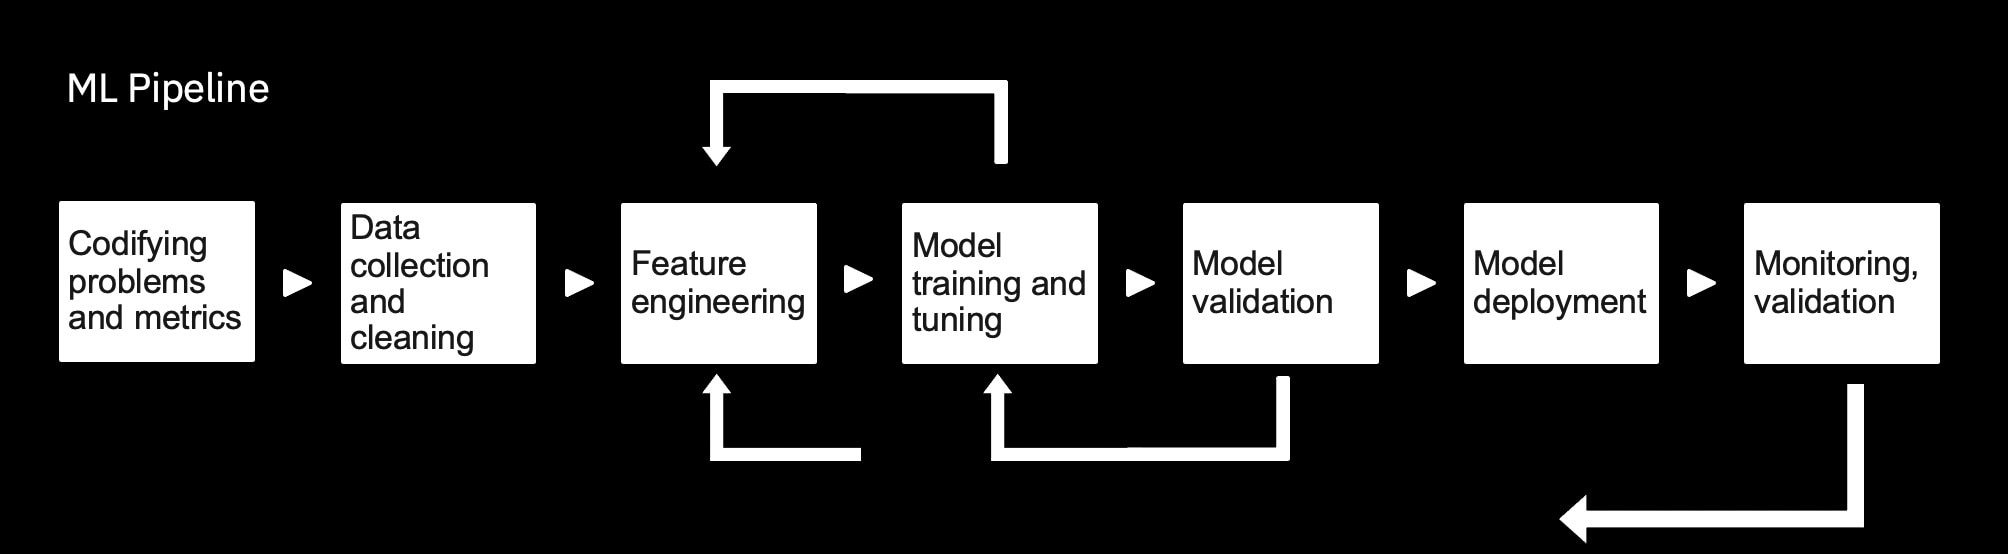 ML Pipeline
Codifying
problems
and metrics
Data
collection
and
cleaning
Feature
engineering
Model
training and
tuning
Model
validation
Model
deployment
Monitoring,
validation